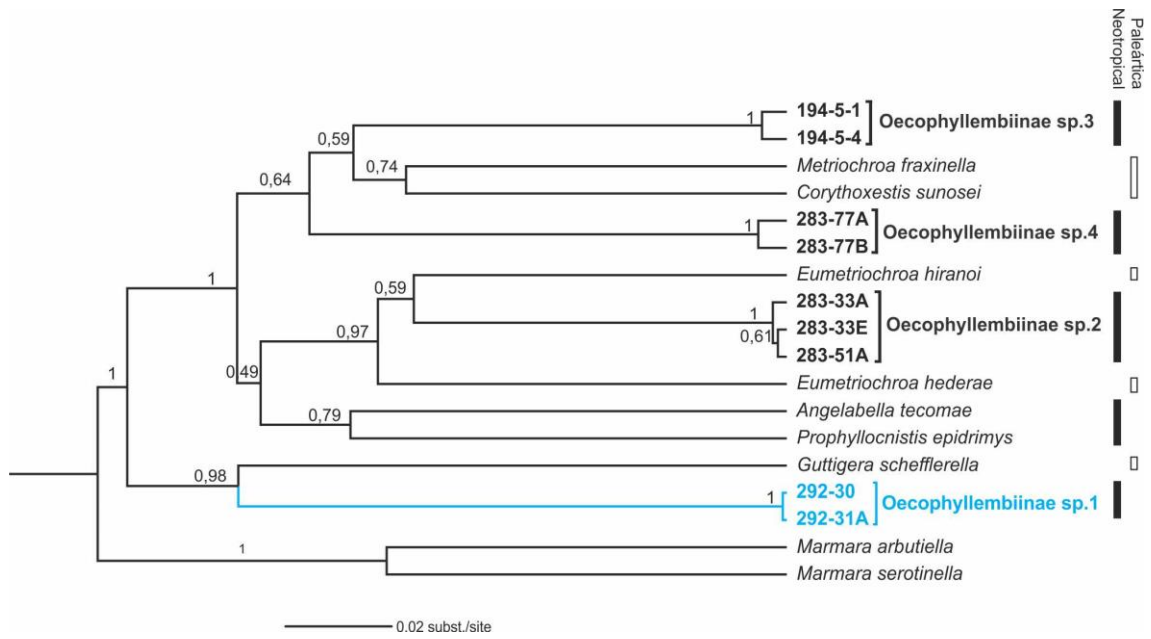 Neotropical
Paleártica
194-5-1
194-5-4
Oecophyllembiinae sp.3
1
0,59
Metriochroa fraxinella
0,74
Corythoxestis sunosei
0,64
283-77A
283-77B
Oecophyllembiinae sp.4
1
Eumetriochroa hiranoi
1
0,59
283-33A
283-33E
283-51A
Oecophyllembiinae sp.2
1
0,61
0,97
0,49
Eumetriochroa hederae
1
Angelabella tecomae
0,79
Prophyllocnistis epidrimys
Guttigera schefflerella
0,98
292-30
292-31A
Oecophyllembiinae sp.1
1
Marmara arbutiella
1
Marmara serotinella
0.02 subst./site